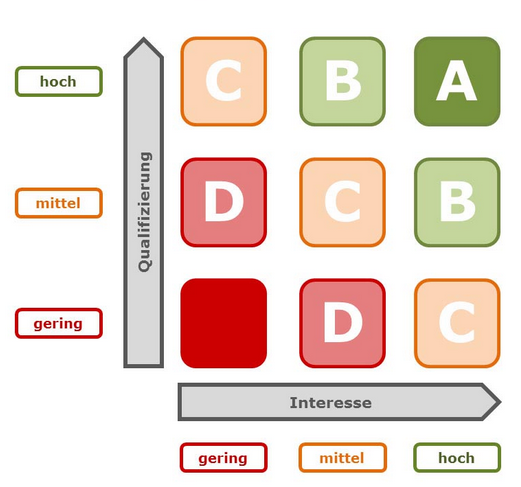 hoch
C
B
A
Qualifizierung
mittel
D
C
B
gering
D
C
Interesse
gering
mittel
hoch